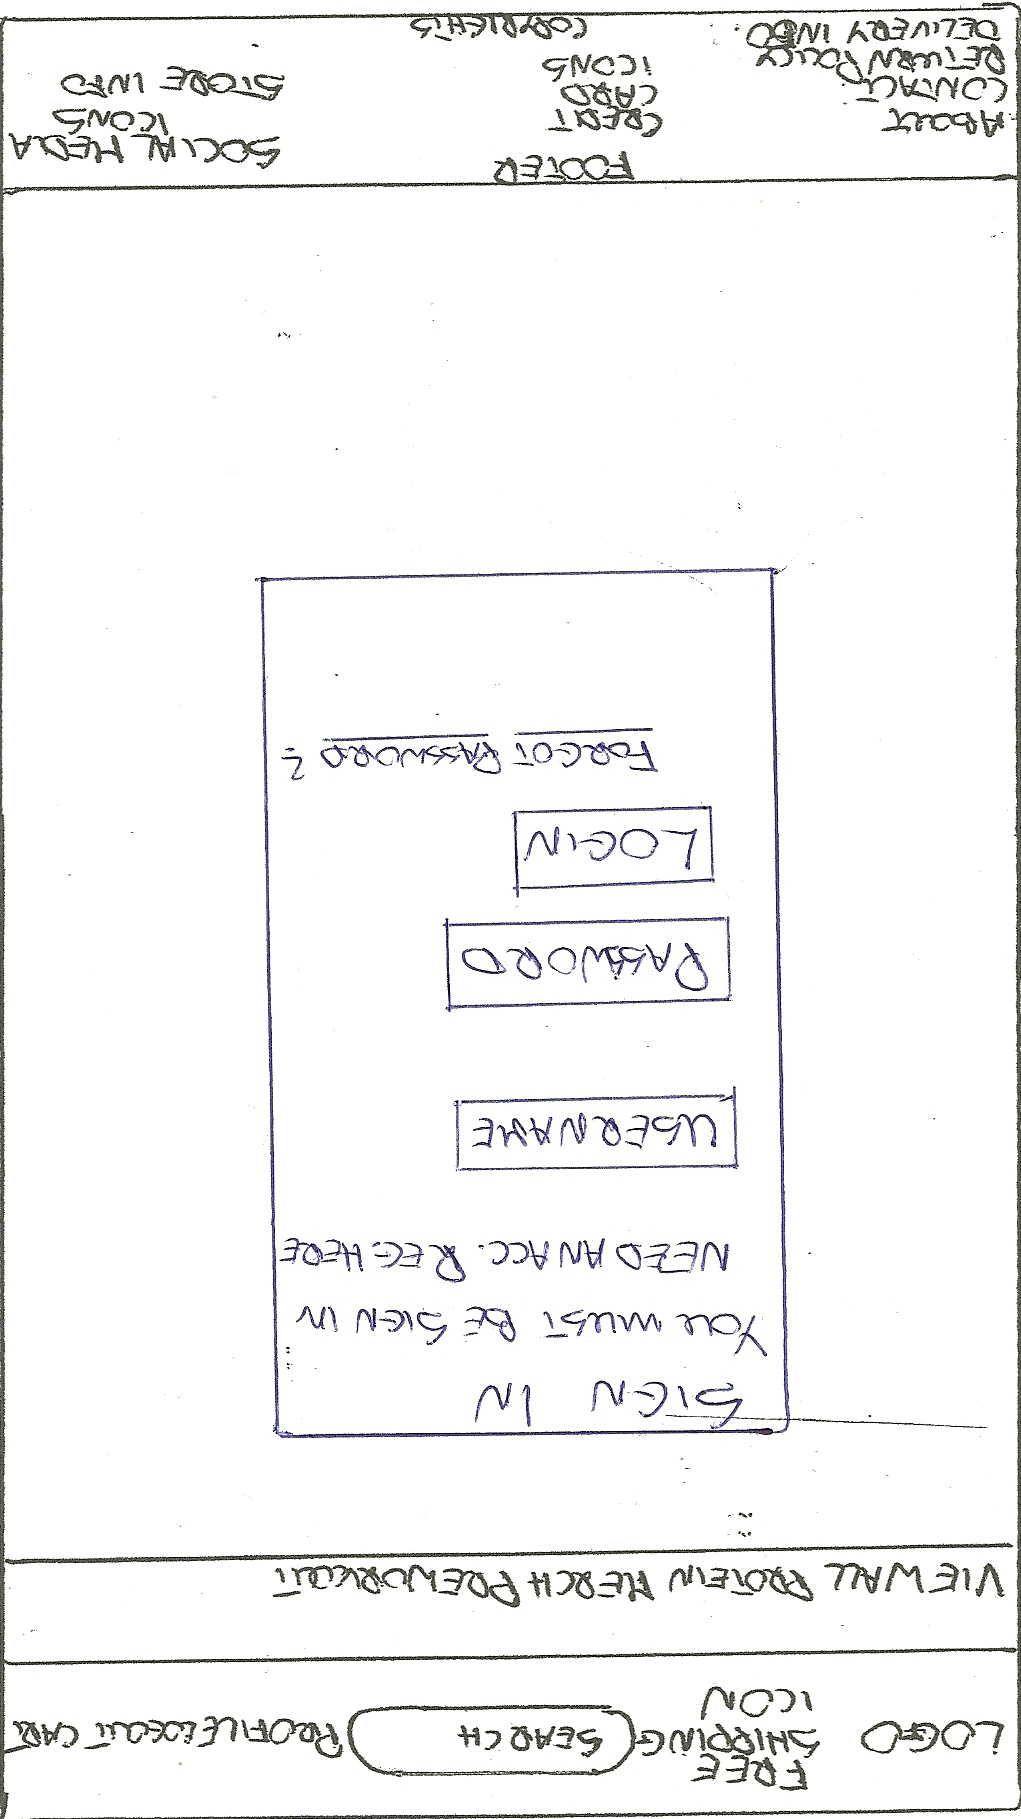 LOGO FREE SHIPPING ICON SEARCH PROFILE LOGOUT CART
VIEW ALL PROTEIN MERCH PREWORKOUT
SIGN IN
YOU MUST BE SIGN IN
NEED AN ACC. REG. HERE
USERNAME
PASSWORD
LOGIN
FORGOT PASSWORD?
FOOTER
ABOUT
CONTACT.
RETURN POLICY
DELIVERY INFO.
CREDIT
CARD
ICONS
COPYRIGHTS
SOCIAL MEDIA
ICONS
STORE INFO